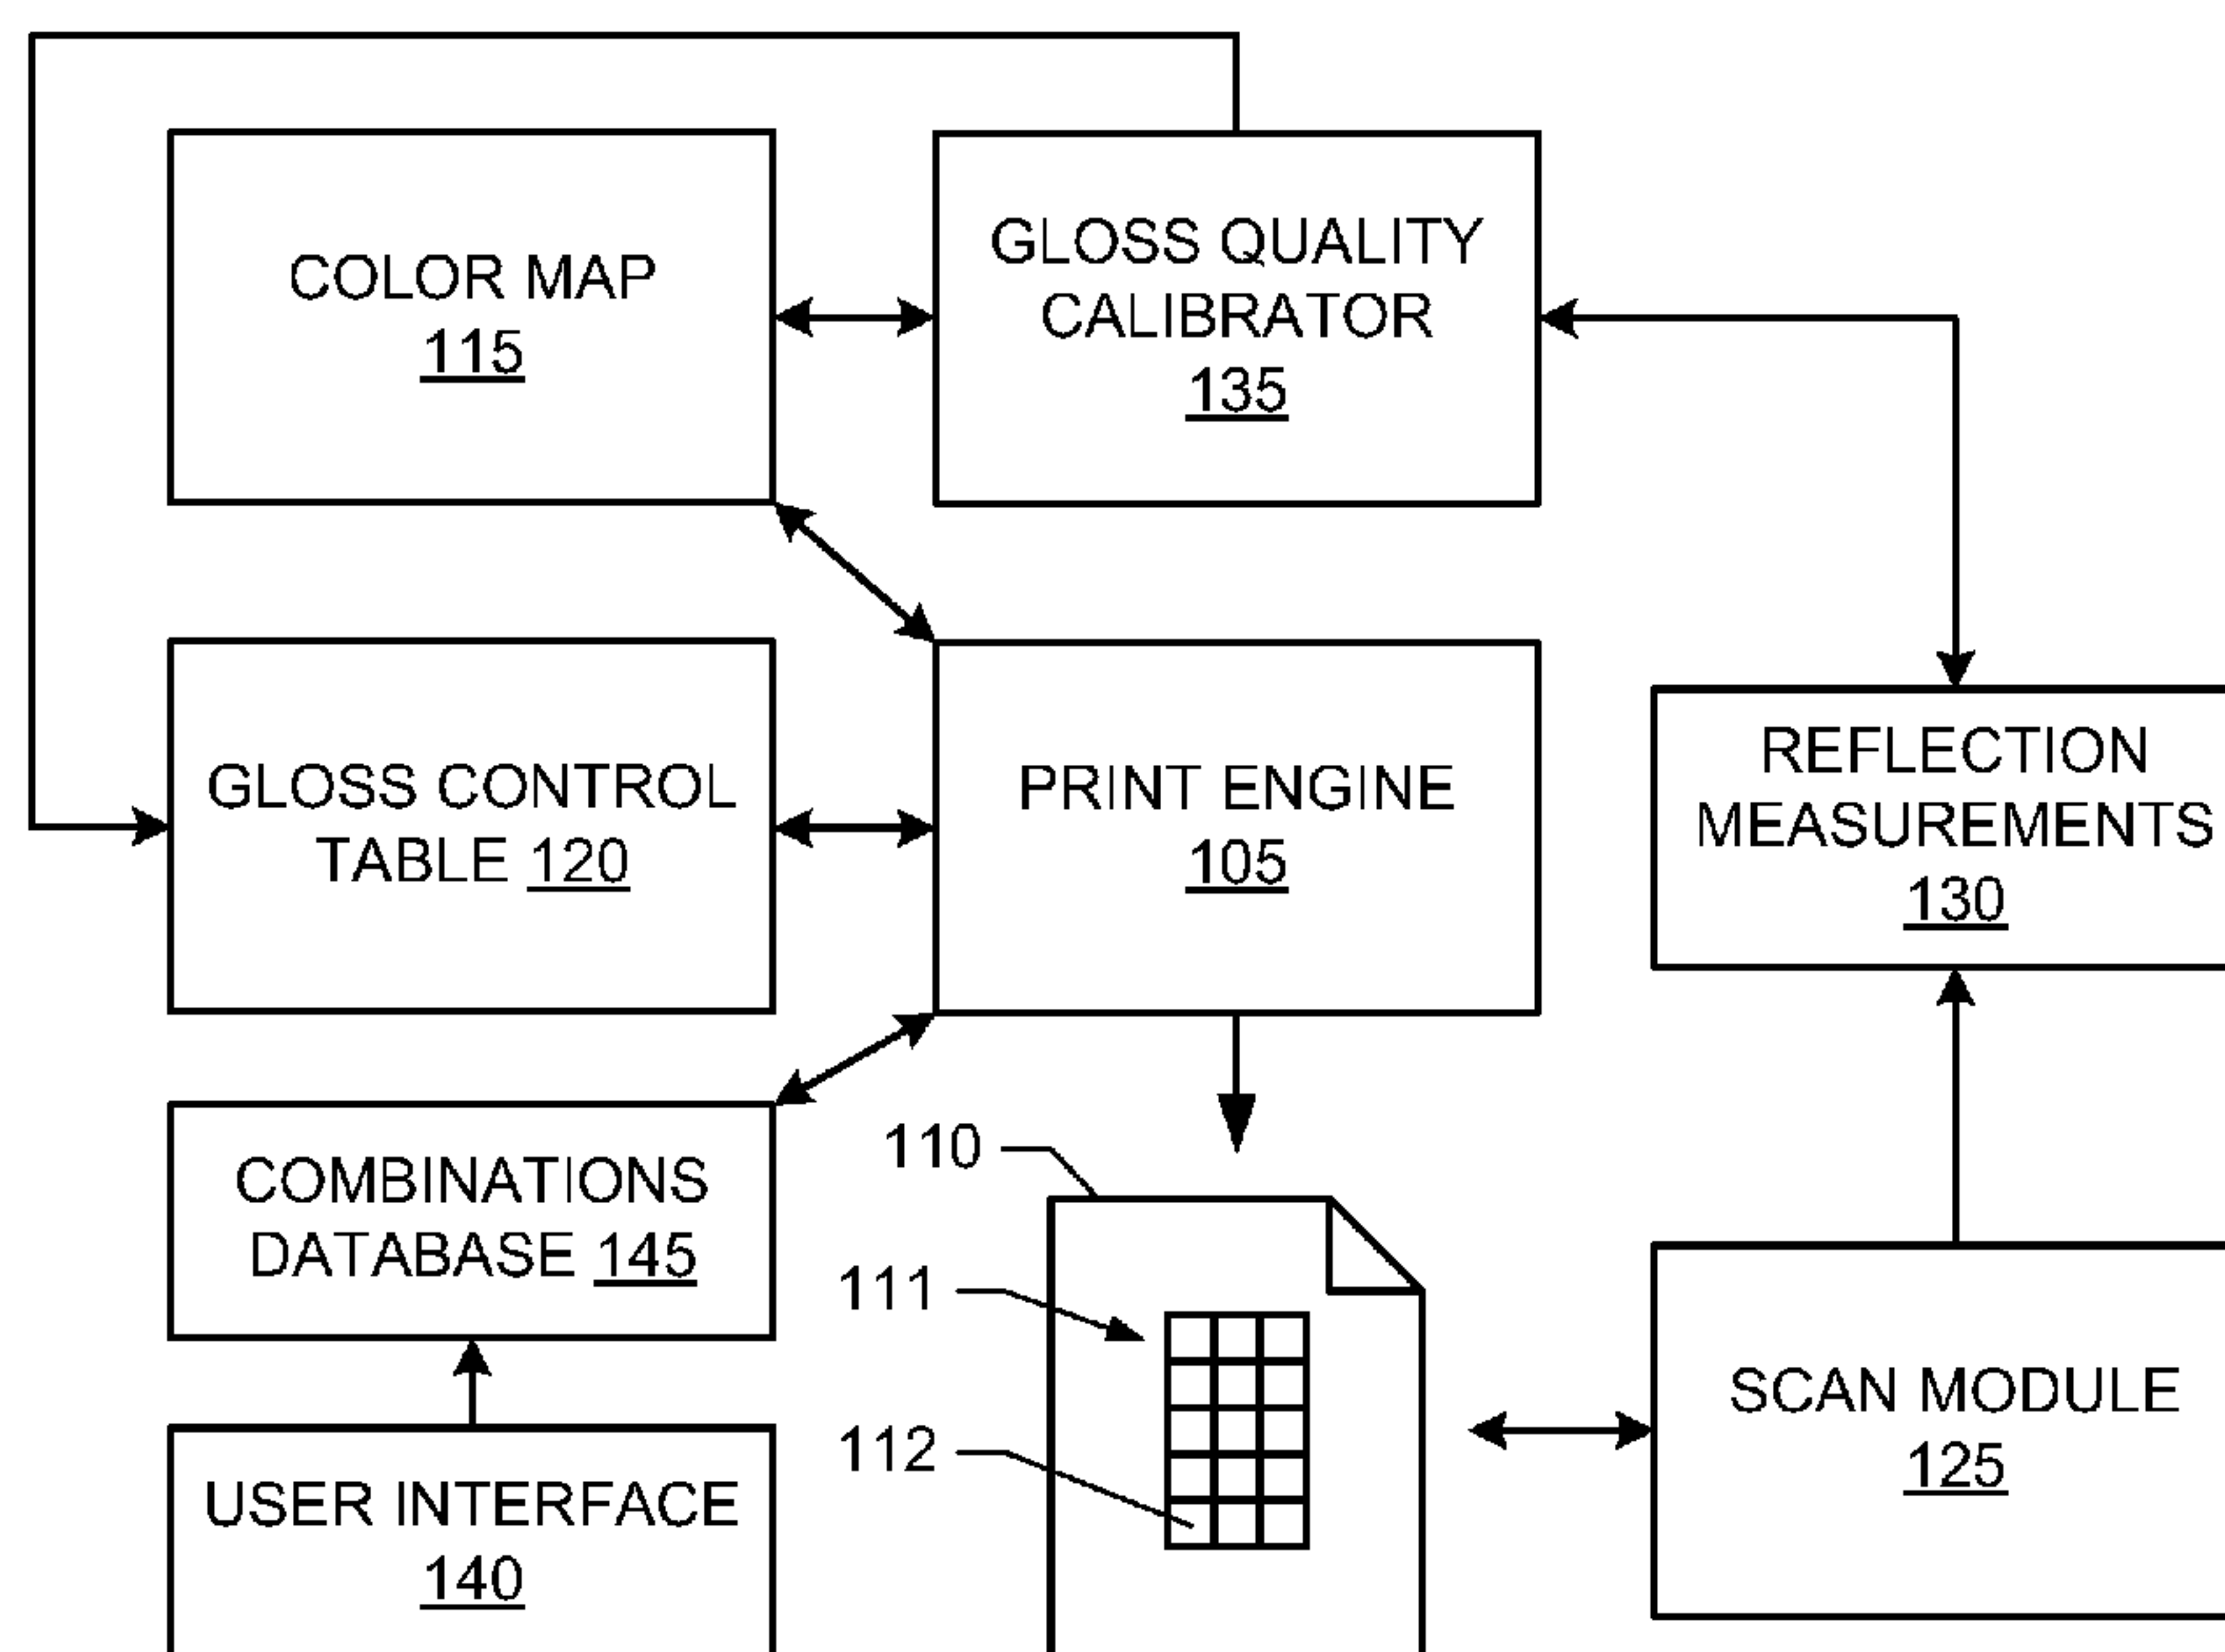 COLOR MAP
115
GLOSS QUALITY
CALIBRATOR
135
GLOSS CONTROL
TABLE 120
PRINT ENGINE
105
REFLECTION
MEASUREMENTS
130
COMBINATIONS
DATABASE 145
110
111
112
SCAN MODULE
125
USER INTERFACE
140